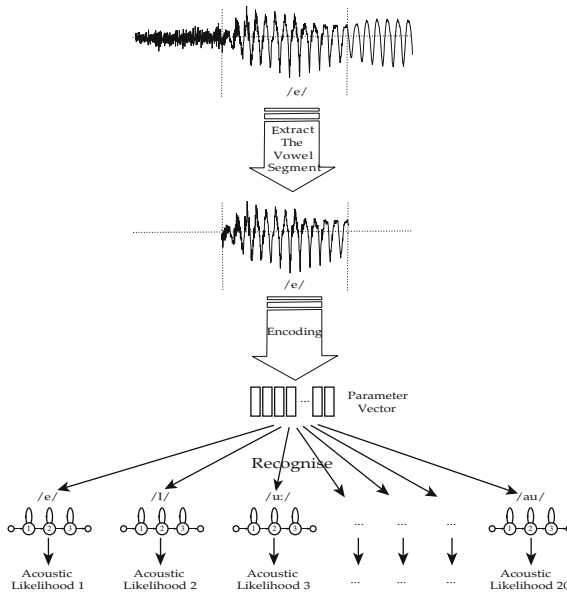 /e/
Extract
The
Vowel
Segment
/e/
Encoding
...
Parameter
Vector
Recognise
/e/ /I/ /u:/ /au/
1 2 3 1 2 3 1 2 3 ... ... ... 1 2 3
Acoustic Acoustic Acoustic Acoustic
Likelihood 1 Likelihood 2 Likelihood 3 ... ... ... Likelihood 20